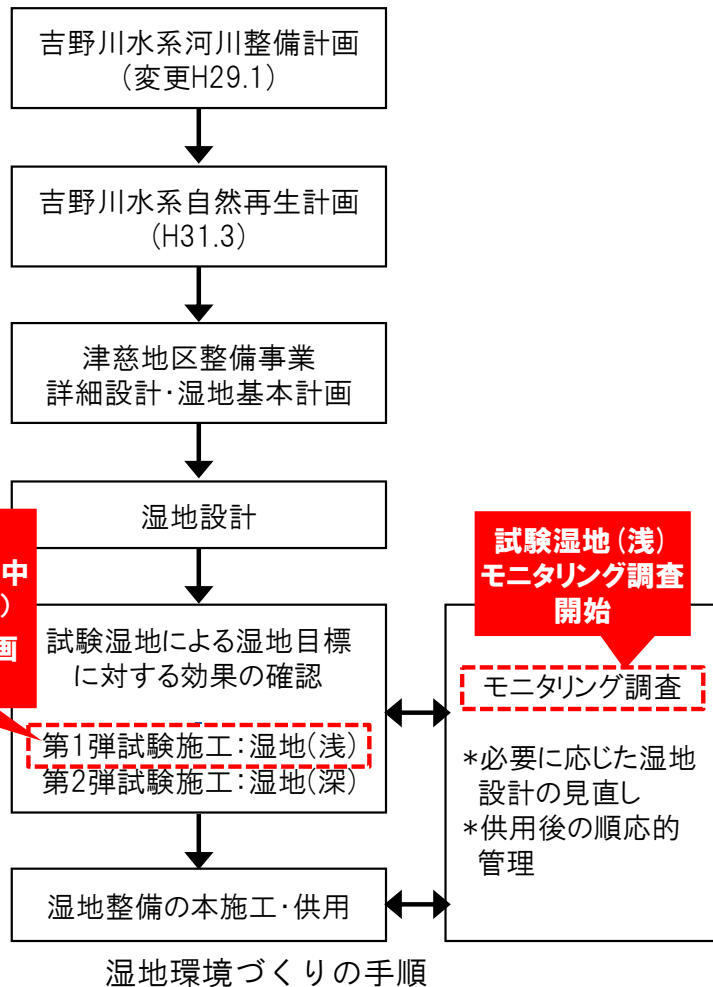 吉野川水系河川整備計画
(変更H29.1)
吉野川水系自然再生計画
(H31.3)
津慈地区整備事業
詳細設計・湿地基本計画
湿地設計
中
)
画
試験湿地による湿地目標
に対する効果の確認
第1弾試験施工:湿地(浅)
第2弾試験施工:湿地(深)
試験湿地(浅)
モニタリング調査
開始
モニタリング調査
*必要に応じた湿地
設計の見直し
*供用後の順応的
管理
湿地整備の本施工・供用
湿地環境づくりの手順